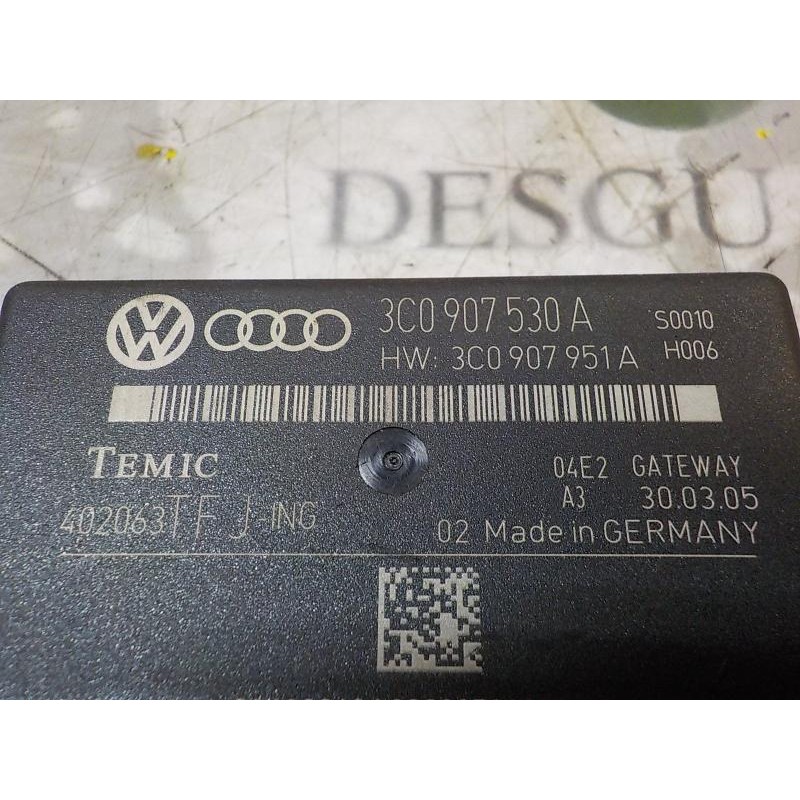 DESGU
3C0 907 530 A S0010
HW: 3C0 907 951 A H006
TEMIC 04E2 GATEWAY
A3 30.03.05
402063TFJ-ING 02 Made in GERMANY